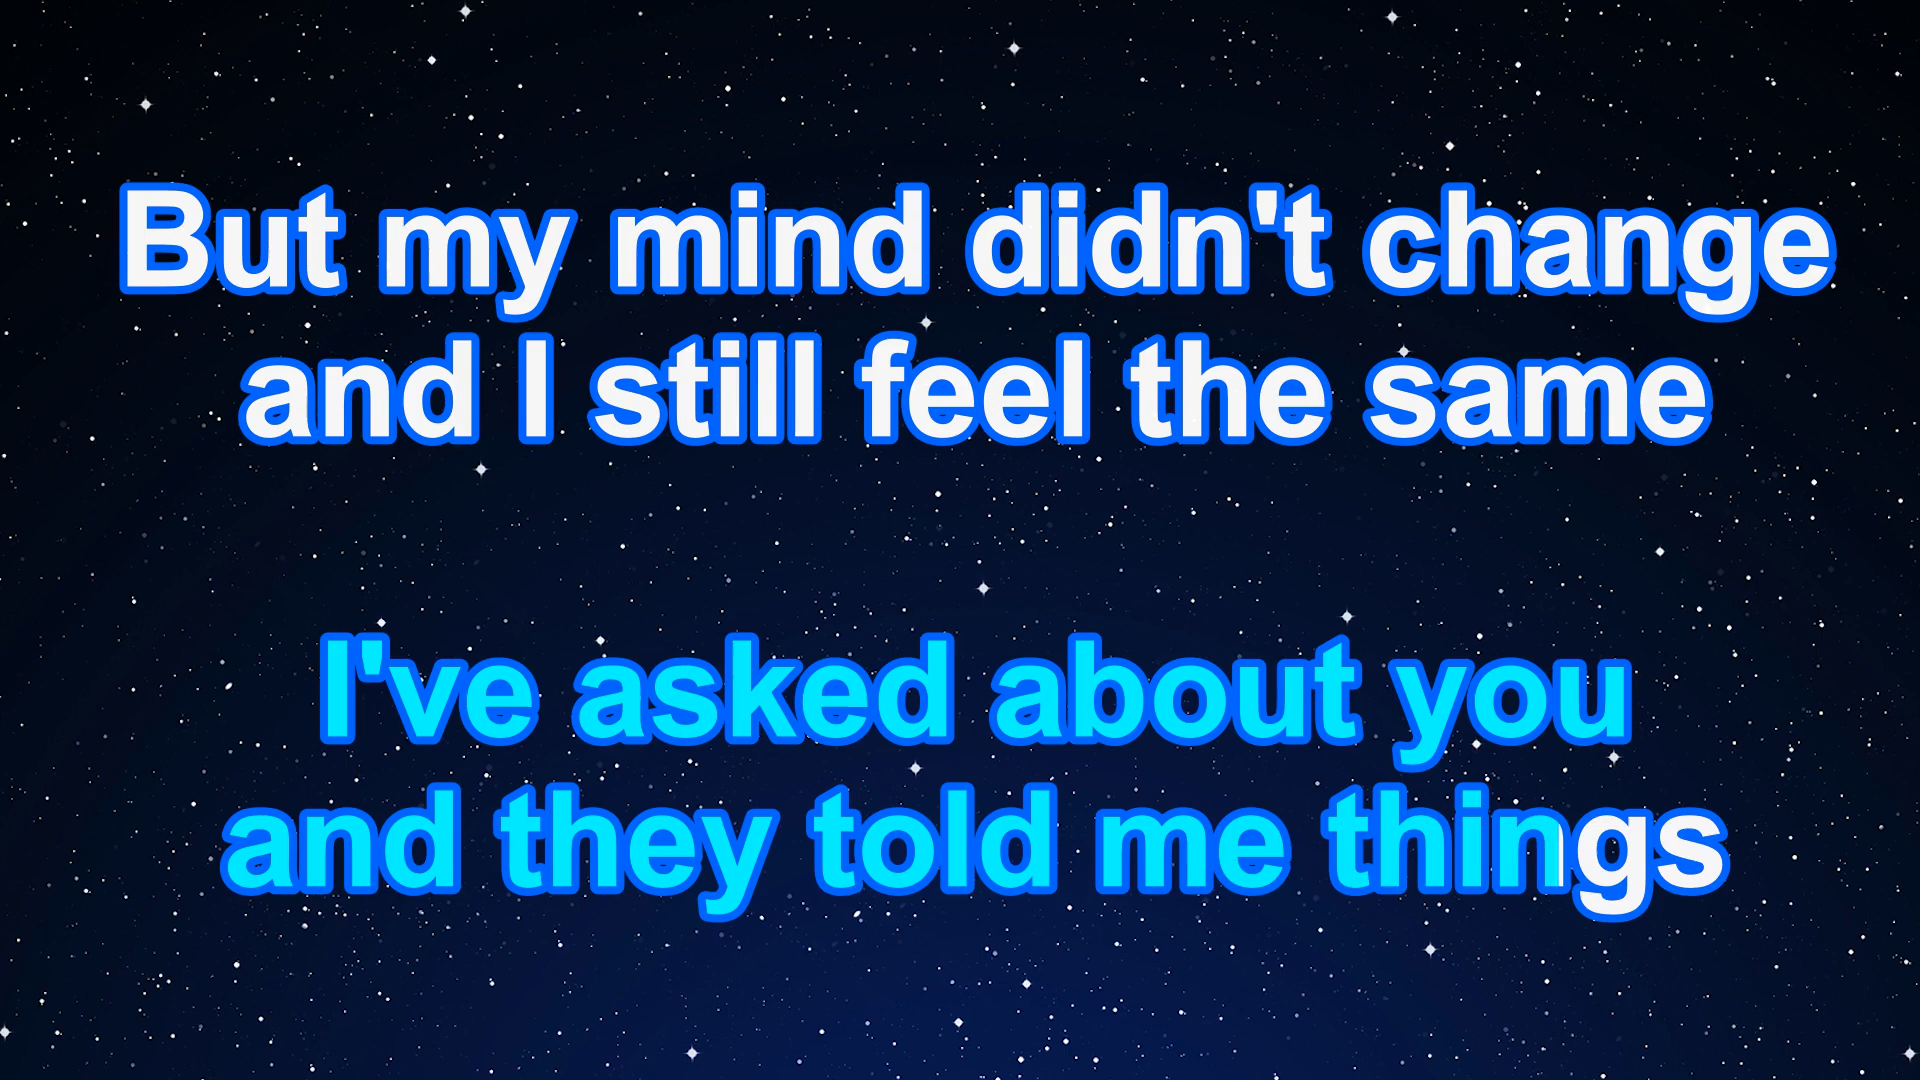 But my mind didn't change
and I still feel the same
I've asked about you
and they told me things